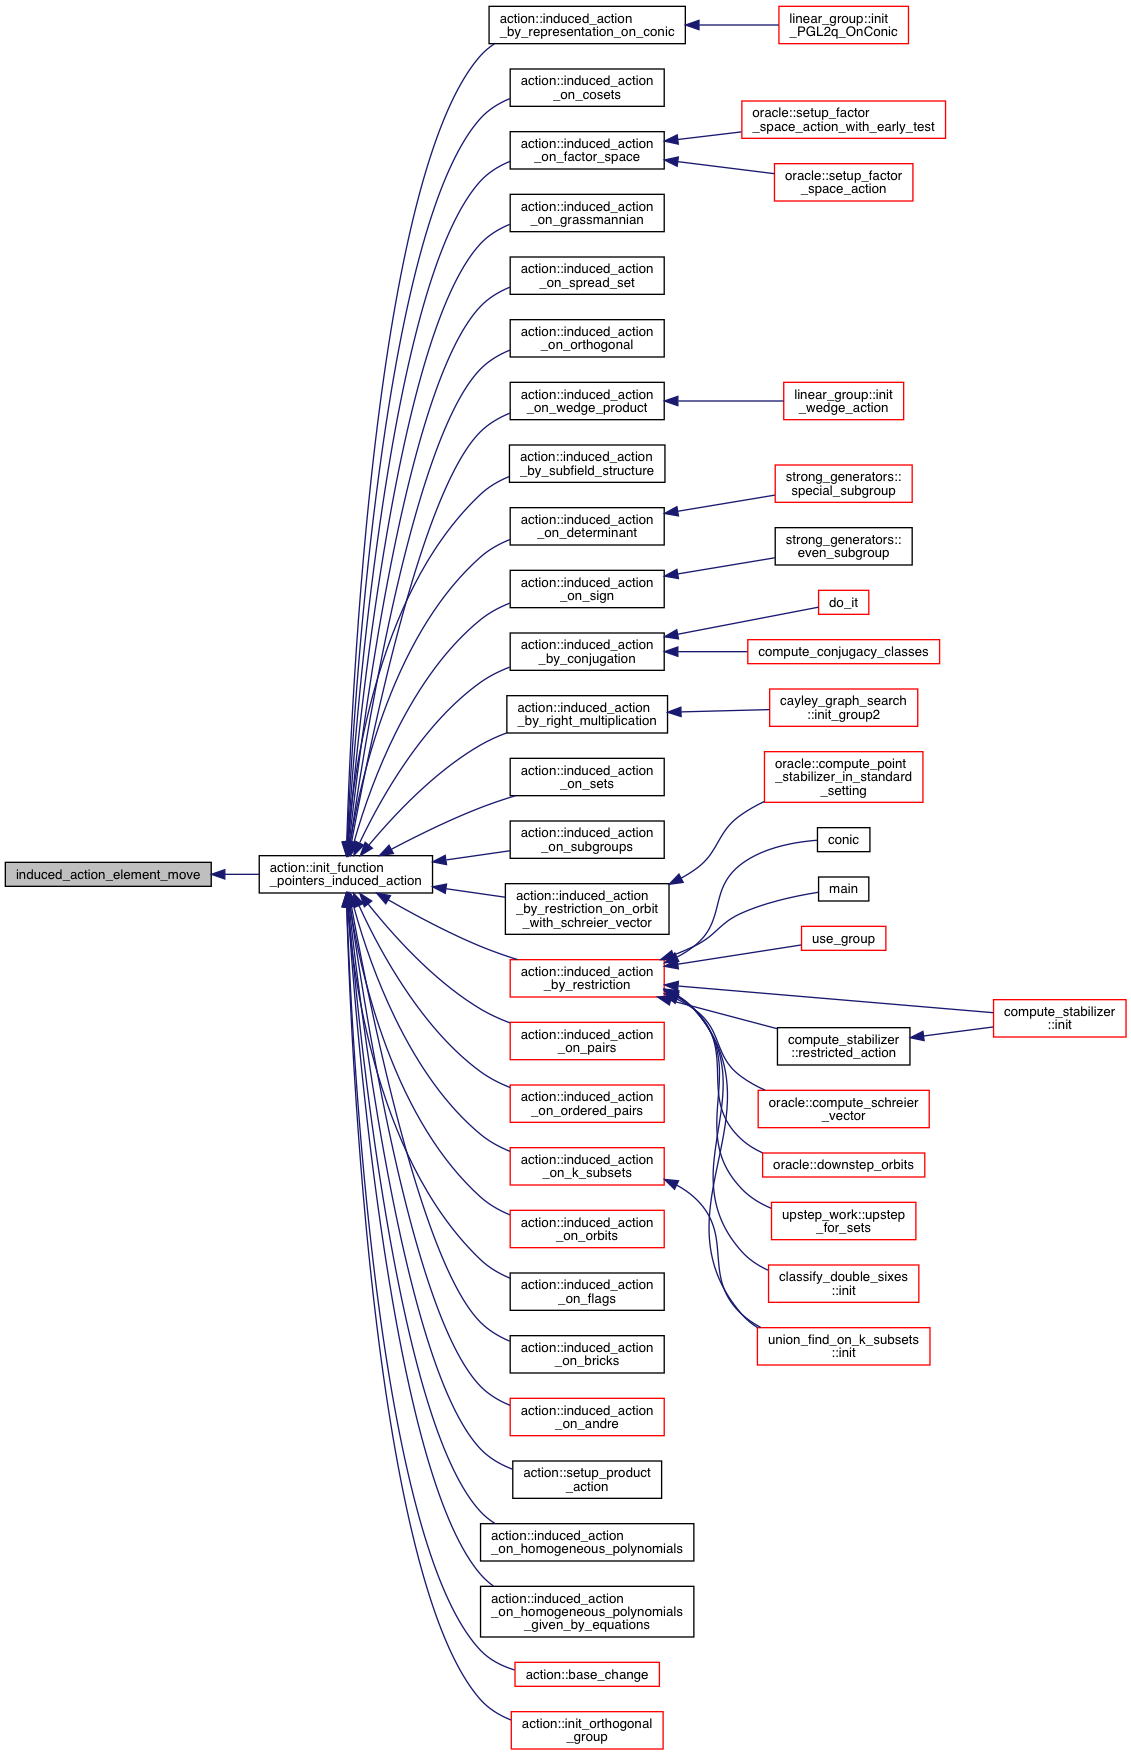 induced_action_element_move
action::init_function
_pointers_induced_action
action::induced_action
_by_representation_on_conic
action::induced_action
_on_cosets
action::induced_action
_on_factor_space
action::induced_action
_on_grassmannian
action::induced_action
_on_spread_set
action::induced_action
_on_orthogonal
action::induced_action
_on_wedge_product
action::induced_action
_by_subfield_structure
action::induced_action
_on_determinant
action::induced_action
_on_sign
action::induced_action
_by_conjugation
action::induced_action
_by_right_multiplication
action::induced_action
_on_sets
action::induced_action
_on_subgroups
action::induced_action
_by_restriction_on_orbit
_with_schreier_vector
action::induced_action
_by_restriction
action::induced_action
_on_pairs
action::induced_action
_on_ordered_pairs
action::induced_action
_on_k_subsets
action::induced_action
_on_orbits
action::induced_action
_on_flags
action::induced_action
_on_bricks
action::induced_action
_on_andre
action::setup_product
_action
action::induced_action
_on_homogeneous_polynomials
action::induced_action
_on_homogeneous_polynomials
_given_by_equations
action::base_change
action::init_orthogonal
_group
linear_group::init
_PGL2q_OnConic
oracle::setup_factor
_space_action_with_early_test
oracle::setup_factor
_space_action
linear_group::init
_wedge_action
strong_generators::
special_subgroup
strong_generators::
even_subgroup
do_it
compute_conjugacy_classes
cayley_graph_search
::init_group2
oracle::compute_point
_stabilizer_in_standard
_setting
conic
main
use_group
compute_stabilizer
::restricted_action
oracle::compute_schreier
_vector
oracle::downstep_orbits
upstep_work::upstep
_for_sets
classify_double_sixes
::init
union_find_on_k_subsets
::init
compute_stabilizer
::init